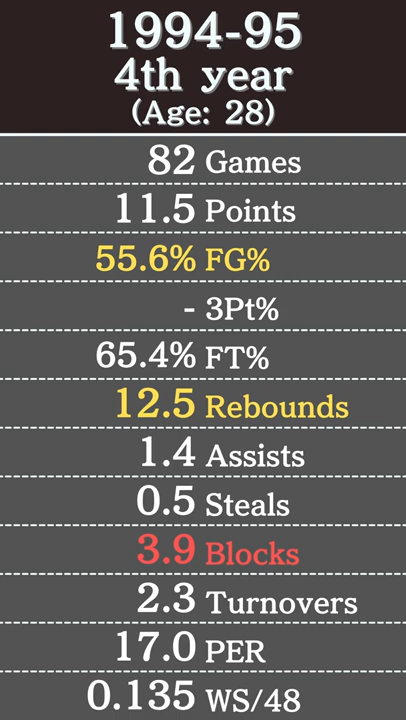 1994-95
4th year
(Age: 28)
82 Games
11.5 Points
55.6% FG%
- 3Pt%
65.4% FT%
12.5 Rebounds
1.4 Assists
0.5 Steals
3.9 Blocks
2.3 Turnovers
17.0 PER
0.135 WS/48